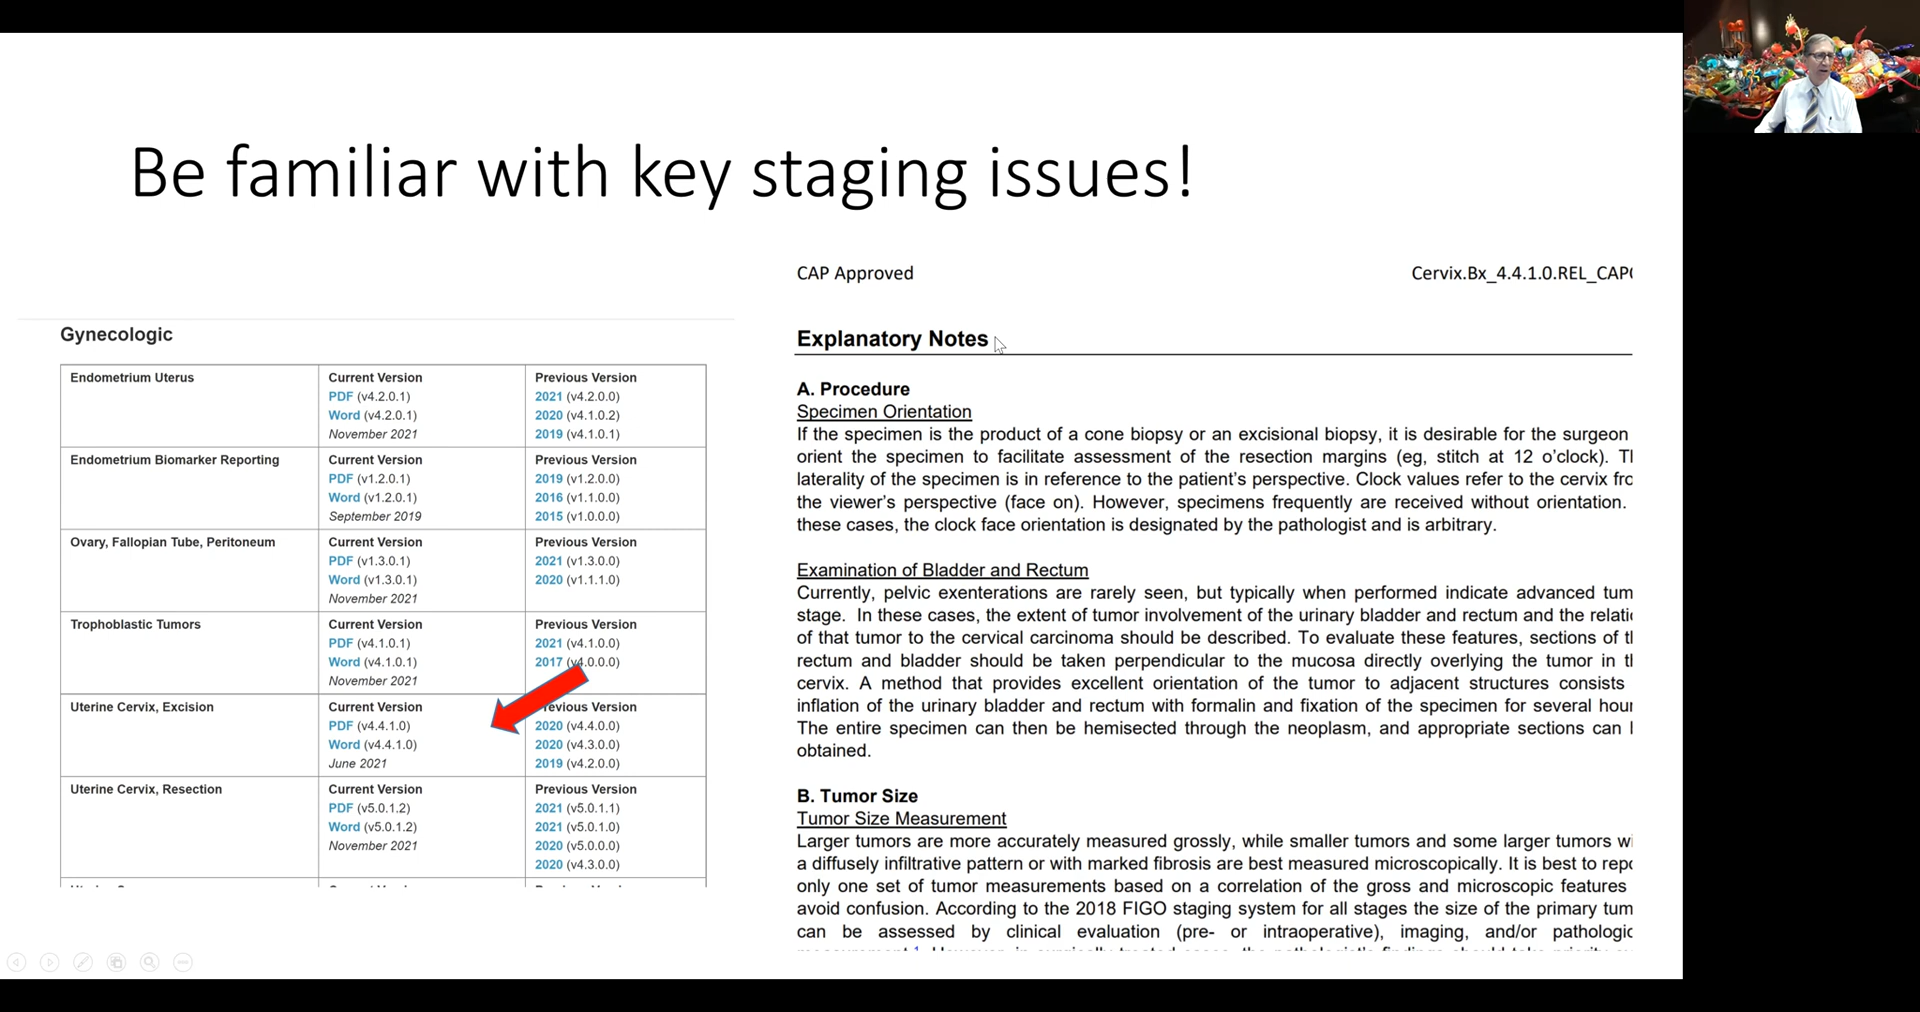 Be familiar with key staging issues!
CAP Approved
Cervix.Bx_4.4.1.0.REL_CAP
Gynecologic
Endometrium Uterus
Current Version
PDF (v4.2.0.1)
Word (v4.2.0.1)
November 2021
Previous Version
2021 (v4.2.0.0)
2020 (v4.1.0.2)
2019 (v4.1.0.1)
Endometrium Biomarker Reporting
Current Version
PDF (v1.2.0.1)
Word (v1.2.0.1)
September 2019
Previous Version
2019 (v1.2.0.0)
2016 (v1.1.0.0)
2015 (v1.0.0.0)
Ovary, Fallopian Tube, Peritoneum
Current Version
PDF (v1.3.0.1)
Word (v1.3.0.1)
November 2021
Previous Version
2021 (v1.3.0.0)
2020 (v1.1.1.0)
Trophoblastic Tumors
Current Version
PDF (v4.1.0.1)
Word (v4.1.0.1)
November 2021
Previous Version
2021 (v4.1.0.0)
2017 (v4.0.0.0)
Uterine Cervix, Excision
Current Version
PDF (v4.4.1.0)
Word (v4.4.1.0)
June 2021
revious Version
2020 (v4.4.0.0)
2020 (v4.3.0.0)
2019 (v4.2.0.0)
Uterine Cervix, Resection
Current Version
PDF (v5.0.1.2)
Word (v5.0.1.2)
November 2021
Previous Version
2021 (v5.0.1.1)
2021 (v5.0.1.0)
2020 (v5.0.0.0)
2020 (v4.3.0.0)
Explanatory Notes
A. Procedure
Specimen Orientation
If the specimen is the product of a cone biopsy or an excisional biopsy, it is desirable for the surgeon
orient the specimen to facilitate assessment of the resection margins (eg, stitch at 12 o’clock).
laterality of the specimen is in reference to the patient’s perspective. Clock values refer to the cervix
the viewer’s perspective (face on). However, specimens frequently are received without orientation.
these cases, the clock face orientation is designated by the pathologist and is arbitrary.
Examination of Bladder and Rectum
Currently, pelvic exenterations are rarely seen, but typically when performed indicate advanced tum
stage. In these cases, the extent of tumor involvement of the urinary bladder and rectum and the
of that tumor to the cervical carcinoma should be described. To evaluate these features, sections of
rectum and bladder should be taken perpendicular to the mucosa directly overlying the tumor in
cervix. A method that provides excellent orientation of the tumor to adjacent structures consists
inflation of the urinary bladder and rectum with formalin and fixation of the specimen for several
The entire specimen can then be hemisected through the neoplasm, and appropriate sections can
obtained.
B. Tumor Size
Tumor Size Measurement
Larger tumors are more accurately measured grossly, while smaller tumors and some larger tumors
a diffusely infiltrative pattern or with marked fibrosis are best measured microscopically. It is best to
only one set of tumor measurements based on a correlation of the gross and microscopic features
avoid confusion. According to the 2018 FIGO staging system for all stages the size of the primary tum
can be assessed by clinical evaluation (pre- or intraoperative), imaging, and/or pathologic